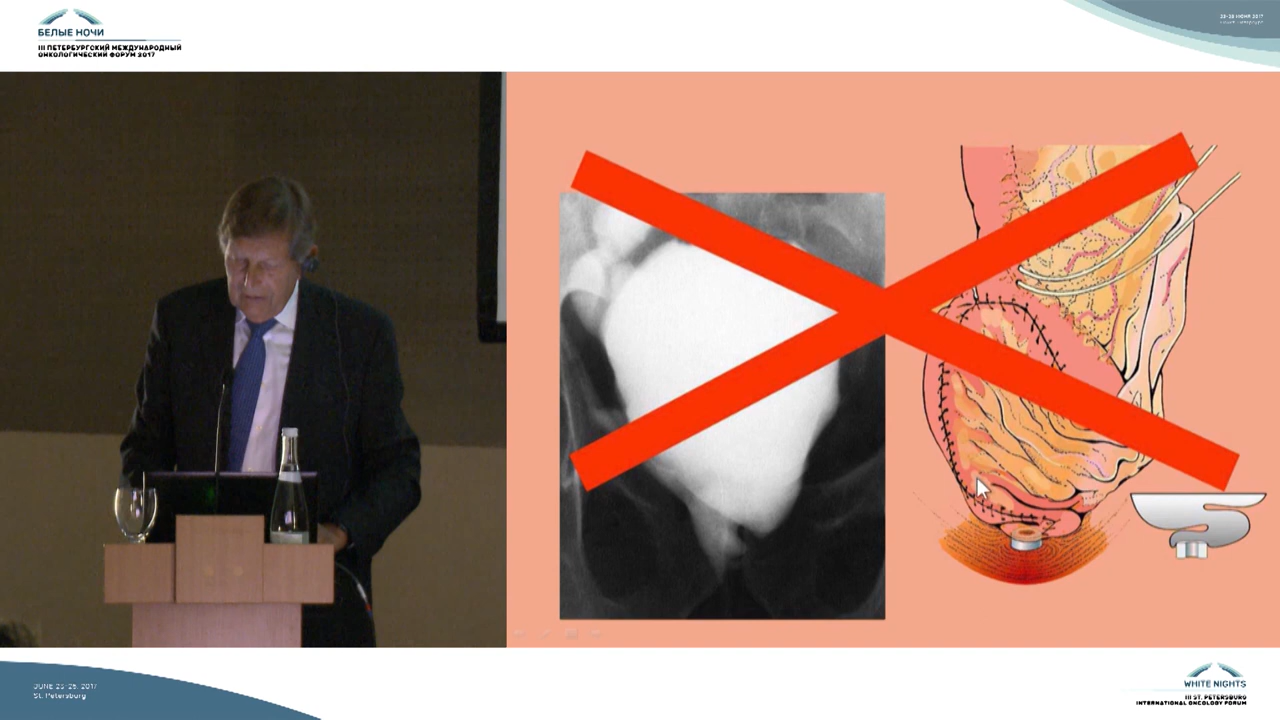 БЕЛЫЕ НОЧИ
III ПЕТЕРБУРГСКИЙ МЕЖДУНАРОДНЫЙ
ОНКОЛОГИЧЕСКИЙ ФОРУМ 2017
JUNE 23-25, 2017
St. Petersburg
WHITE NIGHTS
III ST. PETERSBURG
INTERNATIONAL ONCOLOGY FORUM